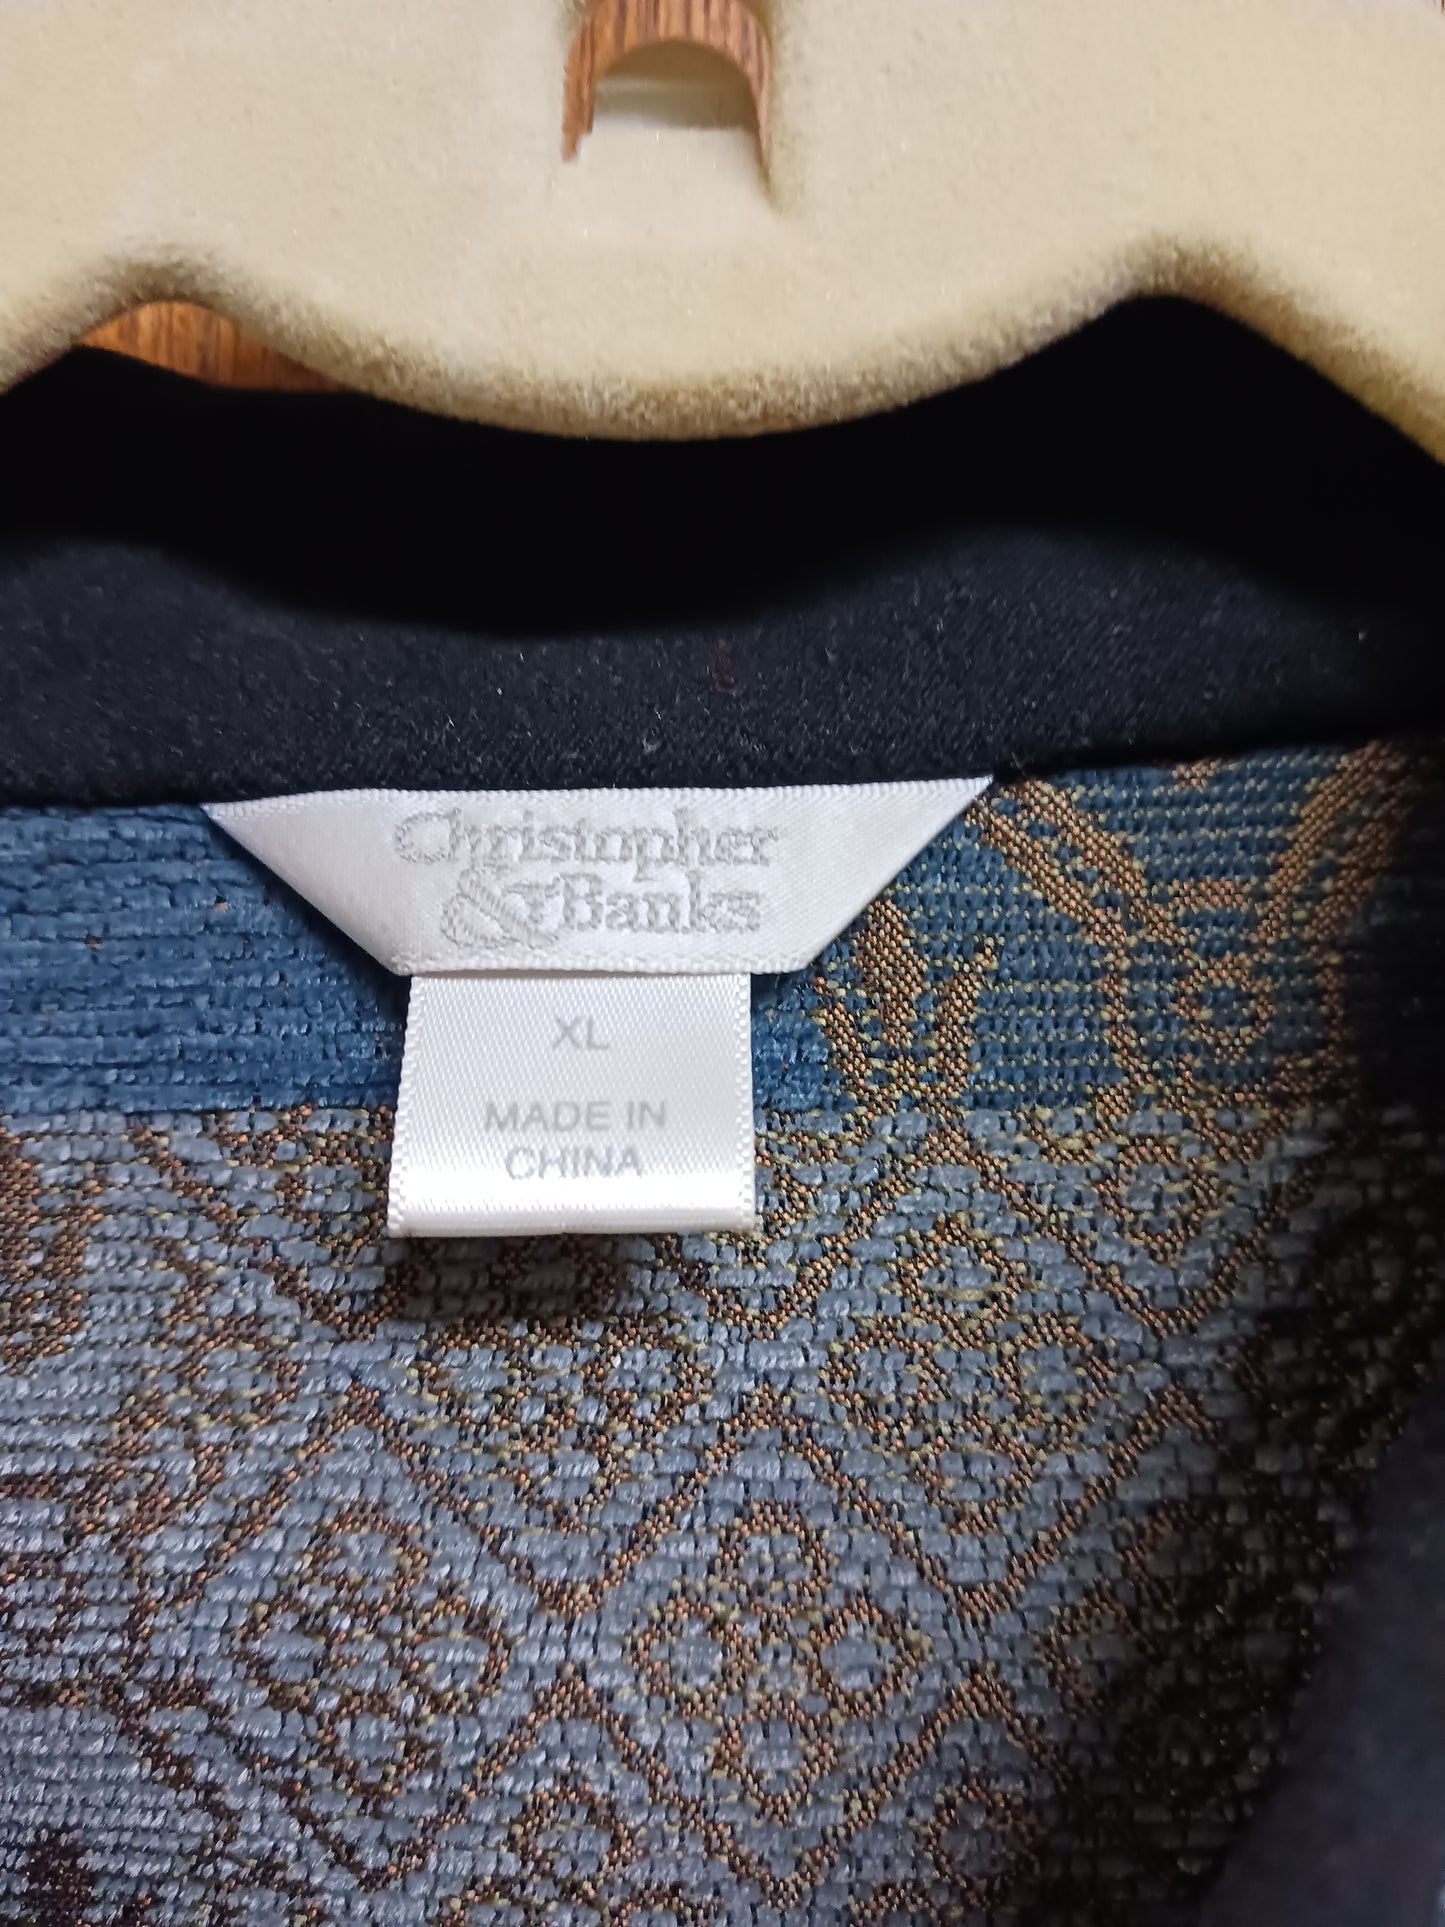 Christopher
& Banks
XL
MADE IN
CHINA